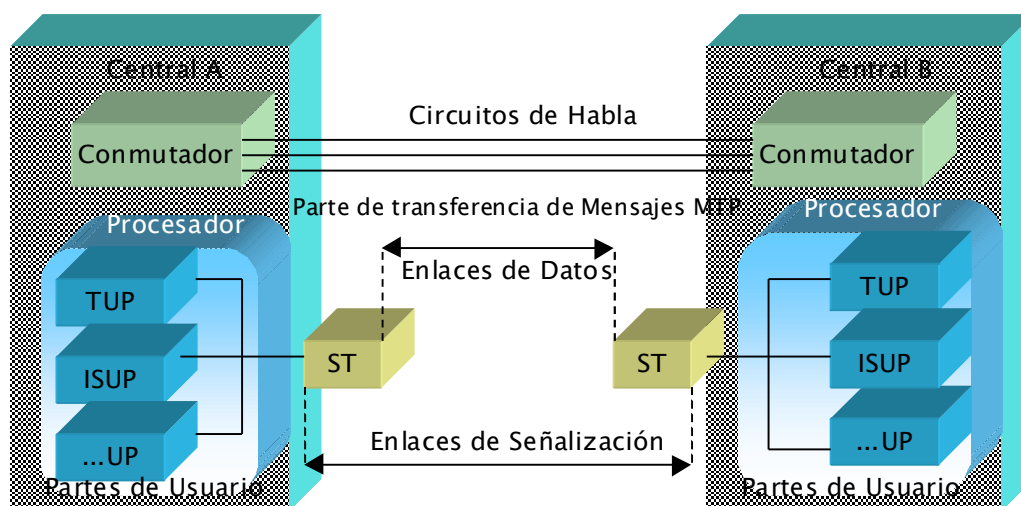 Central A
Central B
Circuitos de Habla
Conmutador
Conmutador
Parte de transferencia de Mensajes MTP
Procesador
Procesador
Enlaces de Datos
TUP
TUP
ST
ST
ISUP
ISUP
Enlaces de Señalización
...UP
...UP
Partes de Usuario
Partes de Usuario